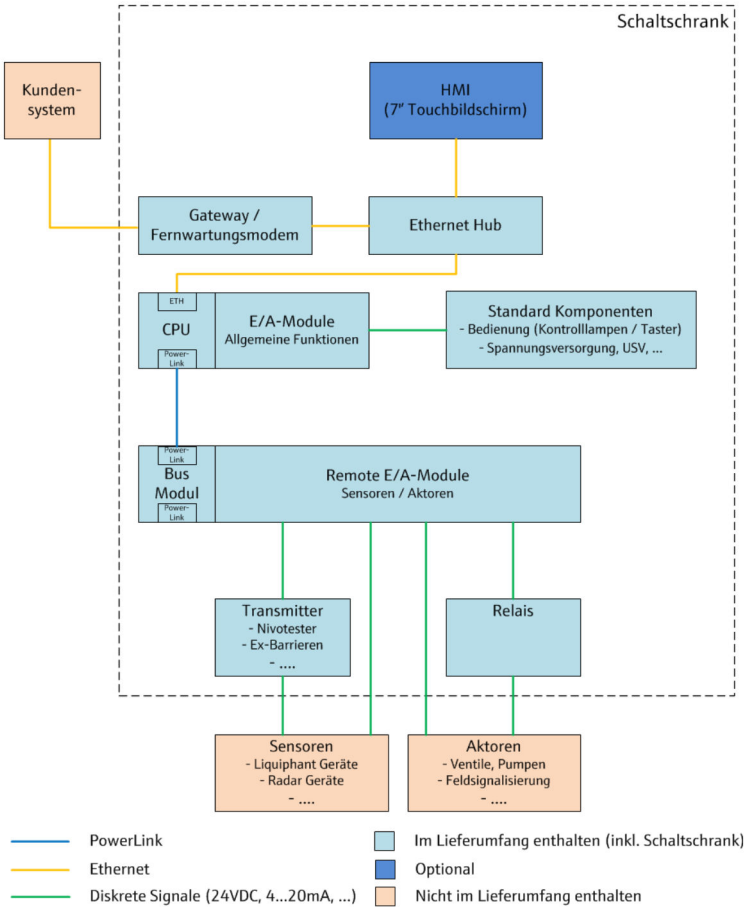 Schaltschrank
Kunden-
system
HMI
(7" Touchbildschirm)
Gateway /
Fernwartungsmodem
Ethernet Hub
ETH
CPU
Power-
Link
E/A-Module
Allgemeine Funktionen
Standard Komponenten
- Bedienung (Kontrolllampen / Taster)
- Spannungsversorgung, USV, ...
Power-
Link
Bus
Modul
Power-
Link
Remote E/A-Module
Sensoren / Aktoren
Transmitter
- Nivotester
- Ex-Barrieren
- ....
Relais
Sensoren
- Liquiphant Geräte
- Radar Geräte
- ....
Aktoren
- Ventile, Pumpen
- Feldsignalisierung
- ....
PowerLink
Ethernet
Diskrete Signale (24VDC, 4...20mA, ...)
Im Lieferumfang enthalten (inkl. Schaltschrank)
Optional
Nicht im Lieferumfang enthalten